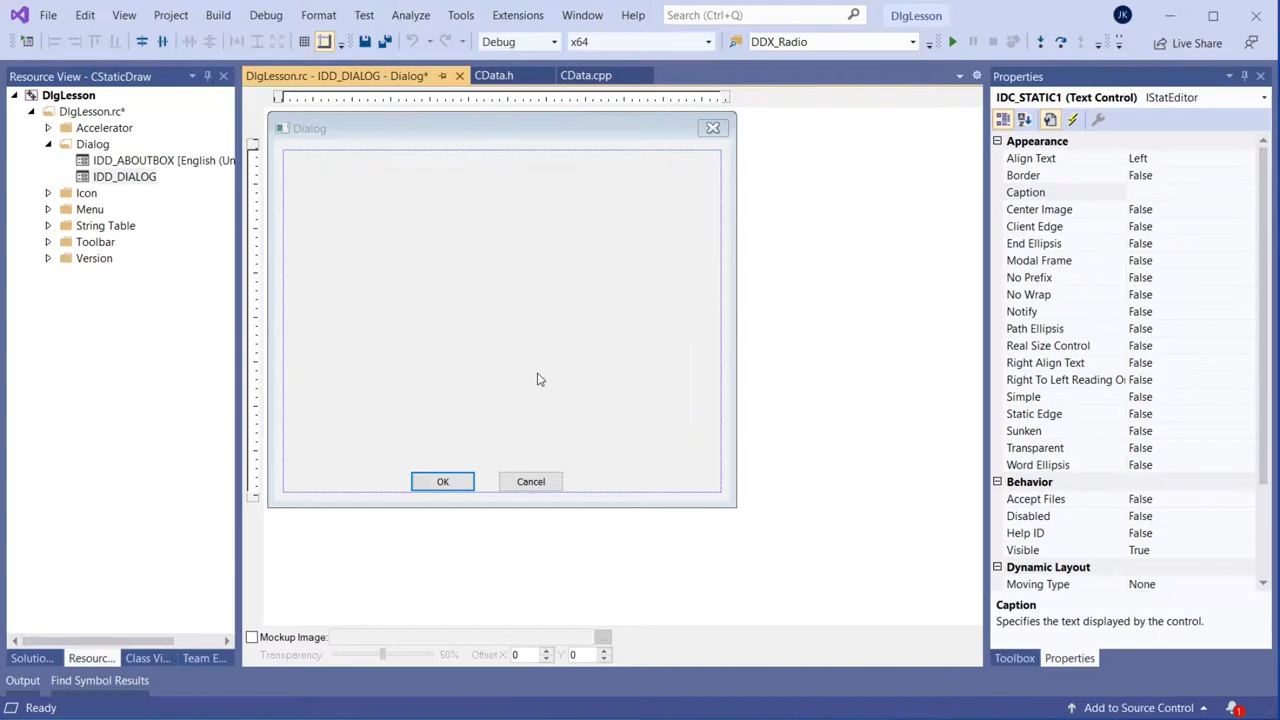 File Edit View Project Build Debug Format Test Analyze Tools Extensions Window Help Search (Ctrl+Q) DlgLesson JK
Debug x64 DDX_Radio Live Share
Resource View - CStaticDraw
DlgLesson
DlgLesson.rc*
Accelerator
Dialog
IDD_ABOUTBOX [English (Un
IDD_DIALOG
Icon
Menu
String Table
Toolbar
Version
Solutio... Resourc... Class Vi... Team E...
DlgLesson.rc - IDD_DIALOG - Dialog* CData.h CData.cpp
Dialog
OK Cancel
Mockup Image: ...
Transparency: 50% Offset X: 0 Y: 0
Properties
IDC_STATIC1 (Text Control) IStatEditor
Appearance
Align Text Left
Border False
Caption
Center Image False
Client Edge False
End Ellipsis False
Modal Frame False
No Prefix False
No Wrap False
Notify False
Path Ellipsis False
Real Size Control False
Right Align Text False
Right To Left Reading O False
Simple False
Static Edge False
Sunken False
Transparent False
Word Ellipsis False
Behavior
Accept Files False
Disabled False
Help ID False
Visible True
Dynamic Layout
Moving Type None
Caption
Specifies the text displayed by the control.
Toolbox Properties
Output Find Symbol Results
Ready Add to Source Control 1